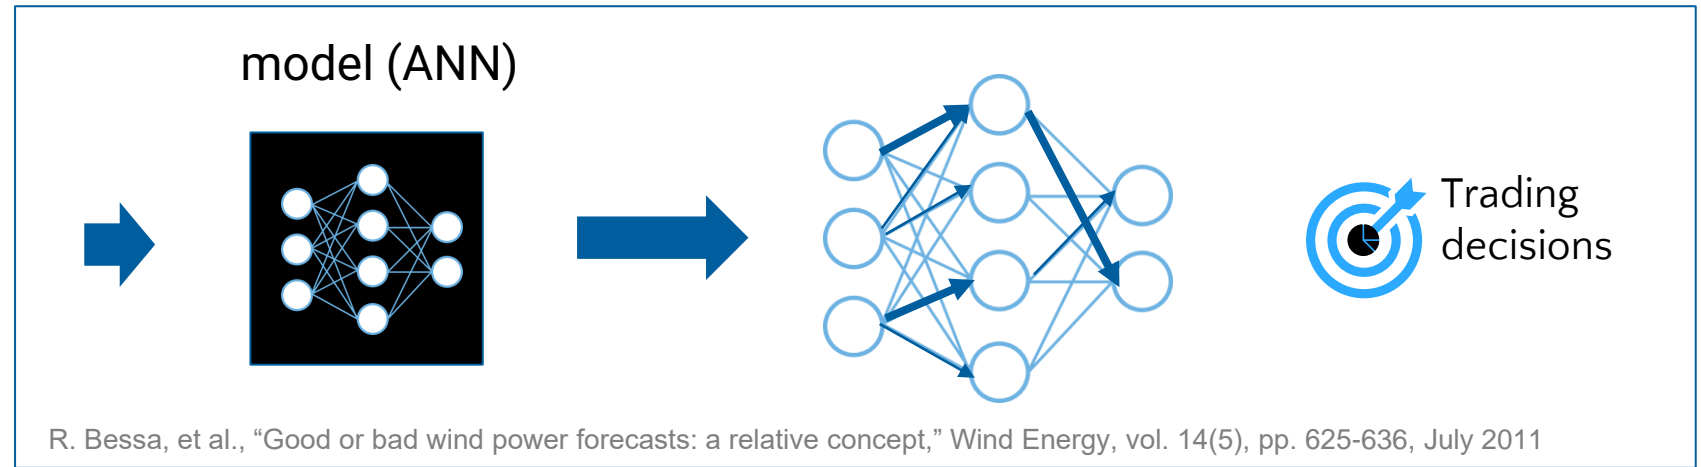 model (ANN)
Trading
decisions
R. Bessa, et al., “Good or bad wind power forecasts: a relative concept,” Wind Energy, vol. 14(5), pp. 625-636, July 2011